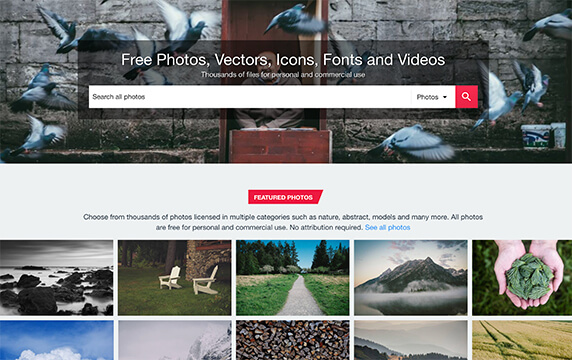 Free Photos, Vectors, Icons, Fonts and Videos
Thousands of files for personal and commercial use
Search all photos
Photos
FEATURED PHOTOS
Choose from thousands of photos licensed in multiple categories such as nature, abstract, models and many more. All photos
are free for personal and commercial use. No attribution required. See all photos